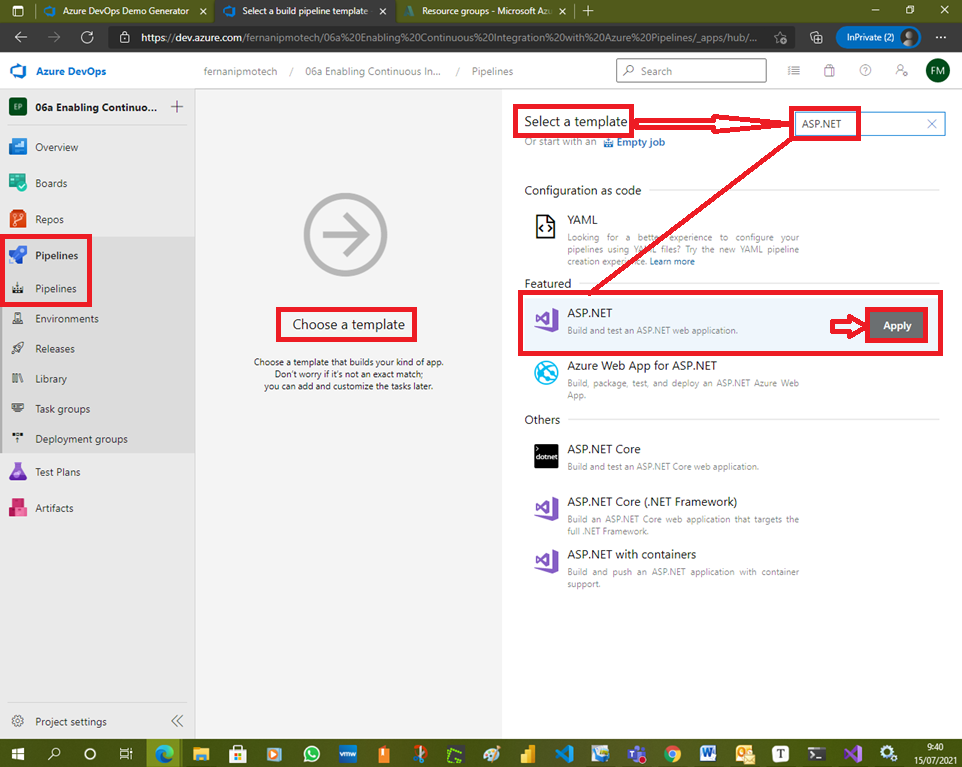 Azure DevOps Demo Generator
Select a build pipeline template
Resource groups - Microsoft Az
https://dev.azure.com/fernanipmotech/06a%20Enabling%20Continuous%20Integration%20with%20Azure%20Pipelines/_apps/hub/...
InPrivate (2)
Azure DevOps
fernanipmotech / 06a Enabling Continuous In... / Pipelines
Search
FM
EP 06a Enabling Continuo...
Overview
Boards
Repos
Pipelines
Pipelines
Environments
Releases
Library
Task groups
Deployment groups
Test Plans
Artifacts
Project settings
Choose a template
Choose a template that builds your kind of app.
Don't worry if it's not an exact match;
you can add and customize the tasks later.
Select a template
ASP.NET
Or start with an Empty job
Configuration as code
YAML
Looking for a better experience to configure your
pipelines using YAML files? Try the new YAML pipeline
creation experience. Learn more
Featured
ASP.NET
Build and test an ASP.NET web application.
Apply
Azure Web App for ASP.NET
Build, package, test, and deploy an ASP.NET Azure Web
App.
Others
dotnet
ASP.NET Core
Build and test an ASP.NET Core web application.
ASP.NET Core (.NET Framework)
Build an ASP.NET Core web application that targets the
full .NET Framework.
ASP.NET with containers
Build and push an ASP.NET application with container
support.
vmw
W
T
9:40
15/07/2021